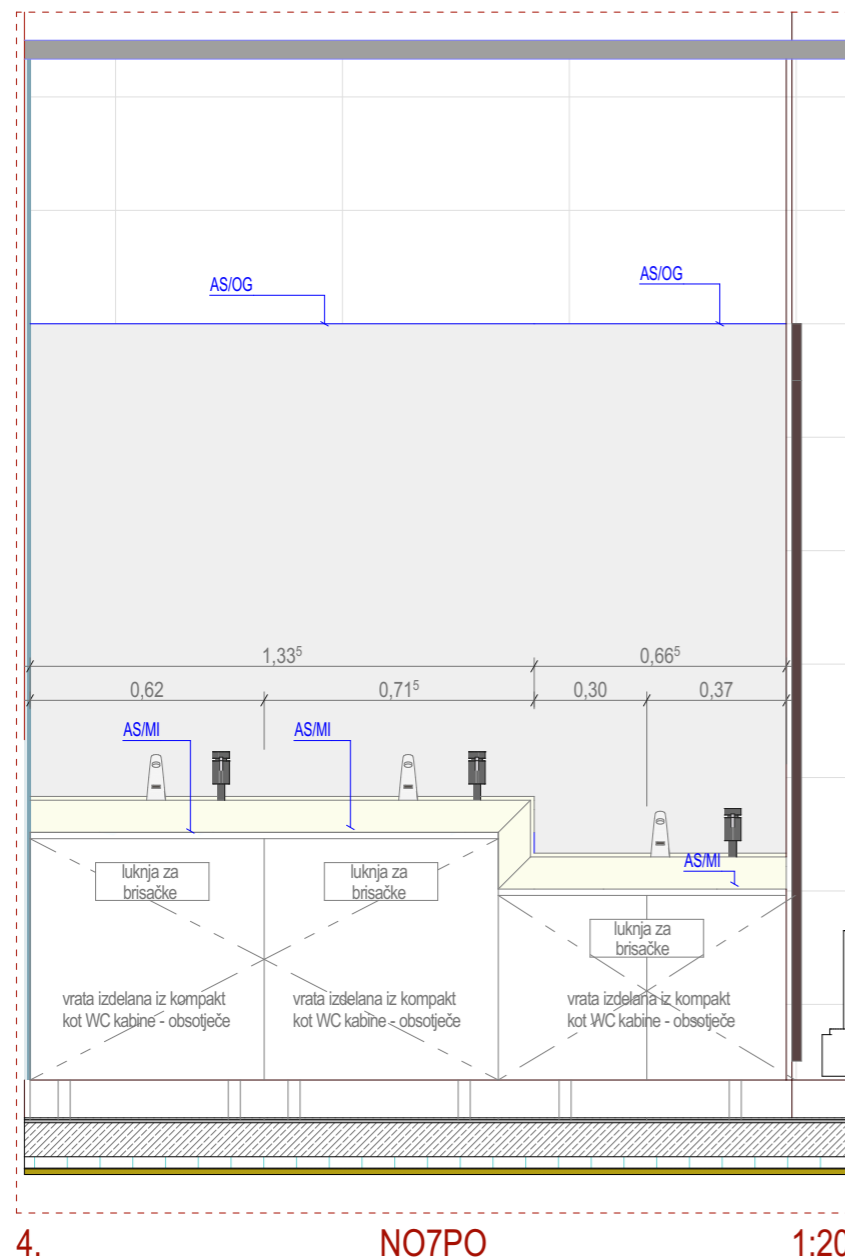 AS/OG
AS/OG
1,33⁵
0,66⁵
0,62
0,71⁵
0,30
0,37
AS/MI
AS/MI
AS/MI
luknja za
brisačke
luknja za
brisačke
luknja za
brisačke
vrata izdelana iz kompakt
kot WC kabine - obsotječe
vrata izdelana iz kompakt
kot WC kabine - obsotječe
vrata izdelana iz kompakt
kot WC kabine - obsotječe
4. NO7PO 1:20